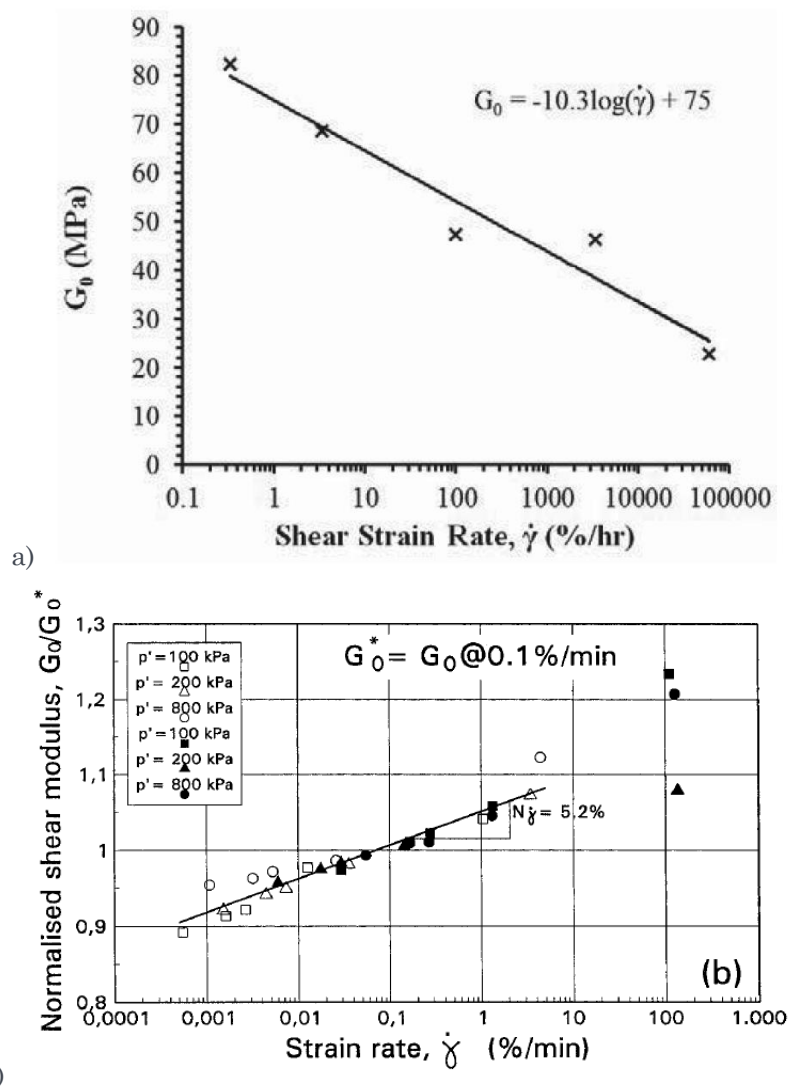 90
80
70
60
50
40
30
20
10
0
G₀ (MPa)
G₀ = -10.3log(γ̇) + 75
0.1 1 10 100 1000 10000 100000
Shear Strain Rate, γ̇ (%/hr)
a)
1,3
1,2
1,1
1
0,9
0,8
Normalised shear modulus, G₀/G₀*
p'=100 kPa
p'= 200 kPa
p'= 800 kPa
p'=100 kPa
p'= 200 kPa
p'= 800 kPa
G₀*= G₀@0.1%/min
Nγ̇= 5,2%
(b)
0,0001 0,001 0,01 0,1 1 10 100 1.000
Strain rate, γ̇ (%/min)
)